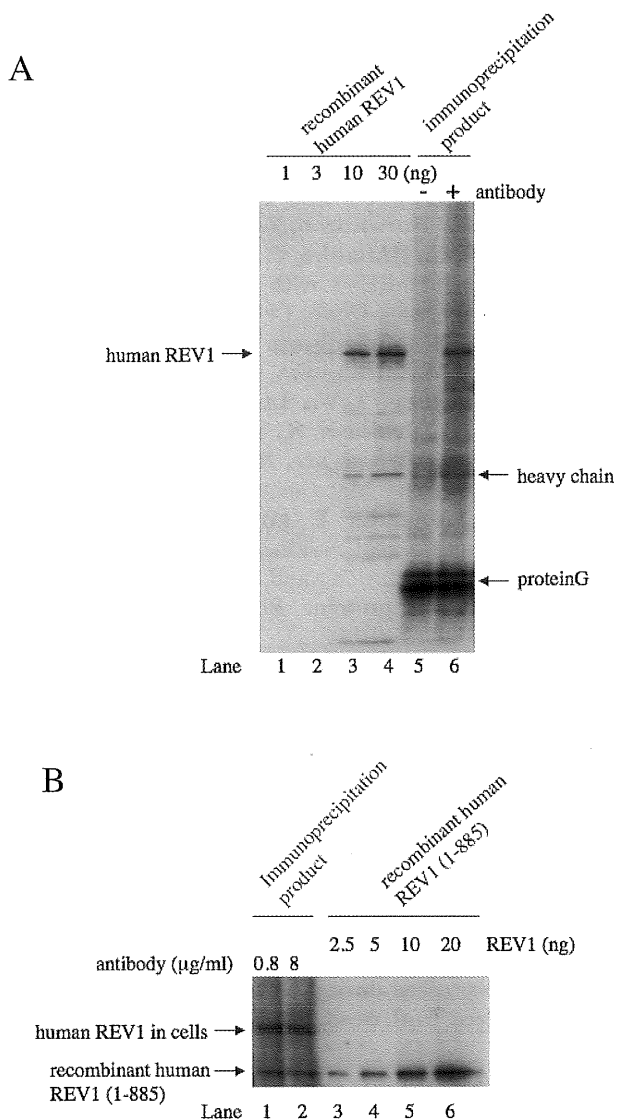 A
recombinant
human REV1
immunoprecipitation
product
1 3 10 30 (ng)
- + antibody
human REV1
heavy chain
proteinG
Lane 1 2 3 4 5 6
B
Immunoprecipitation
product
recombinant human
REV1 (1-885)
2.5 5 10 20 REV1 (ng)
antibody (μg/ml) 0.8 8
human REV1 in cells
recombinant human
REV1 (1-885)
Lane 1 2 3 4 5 6